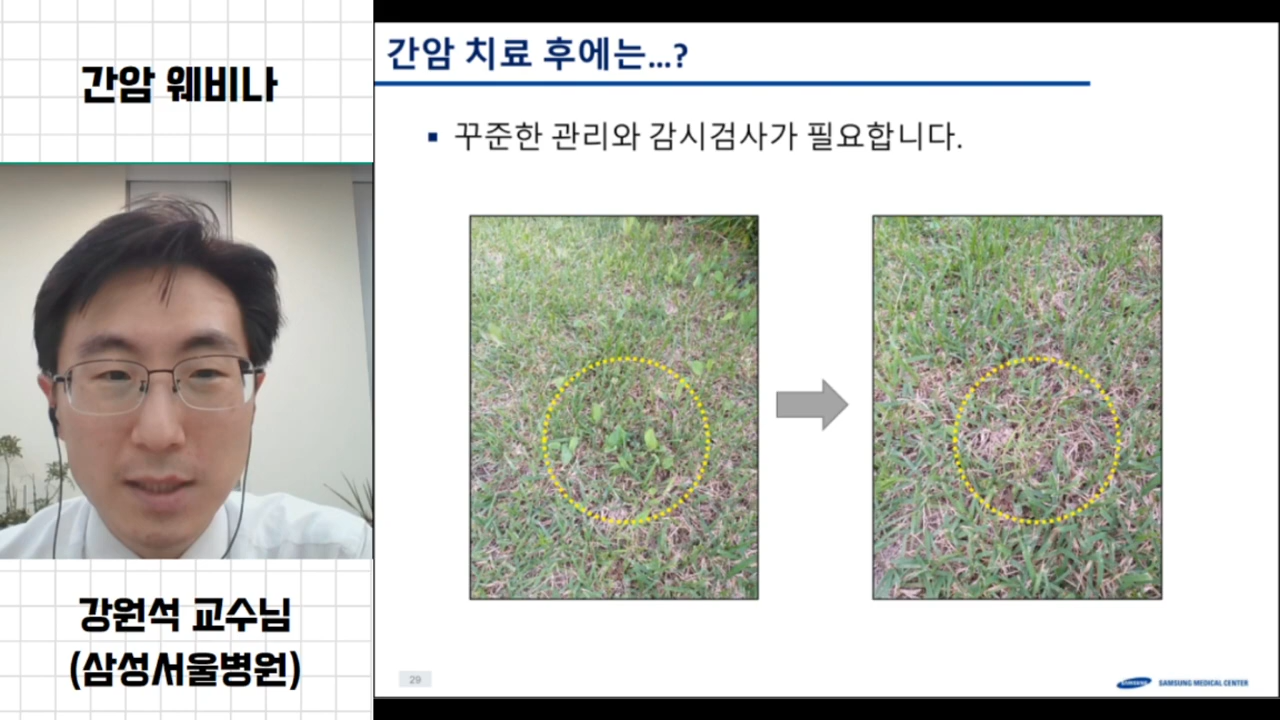 간암 웨비나
강원석 교수님
(삼성서울병원)
간암 치료 후에는...?
▪ 꾸준한 관리와 감시검사가 필요합니다.
29
SAMSUNG SAMSUNG MEDICAL CENTER